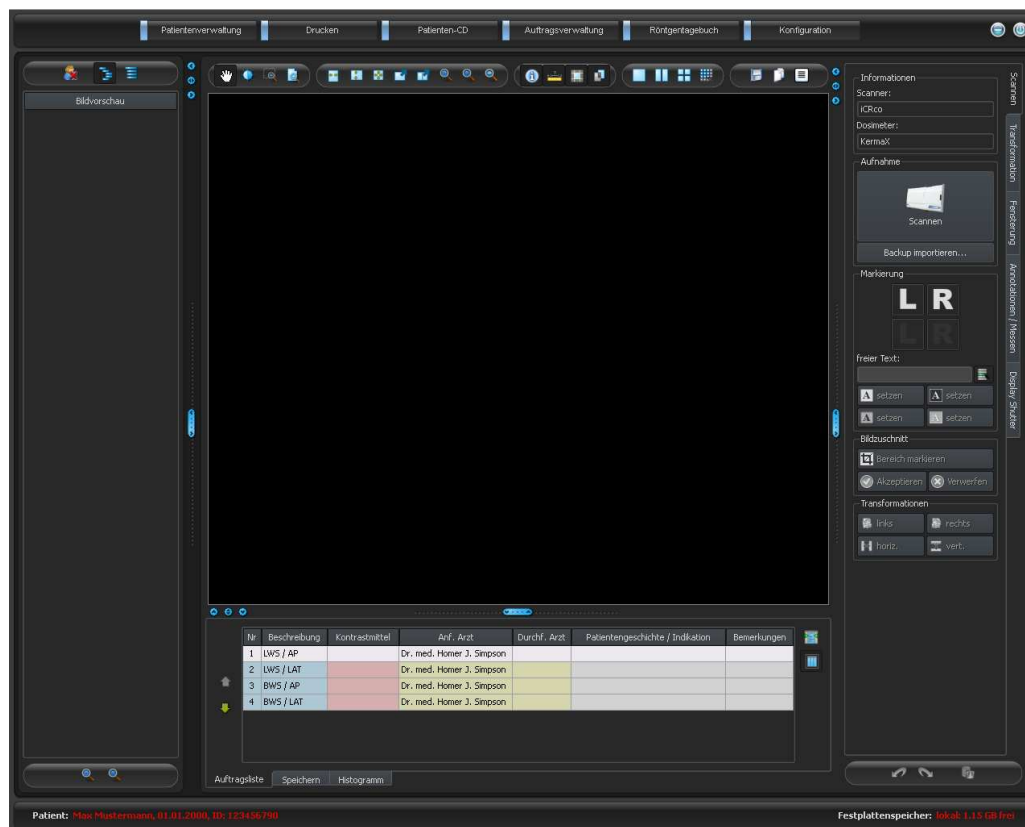 Patientenverwaltung Drucken Patienten-CD Auftragsverwaltung Röntgentagebuch Konfiguration
Bildvorschau
Informationen
Scanner:
iCRco
Dosimeter:
KermaX
Aufnahme
Scannen
Backup importieren...
Markierung
L R
L R
freier Text:
A setzen A setzen
A setzen A setzen
Bildzuschnitt
Bereich markieren
Akzeptieren Verwerfen
Transformationen
links rechts
horiz. vert.
Scannen
Transformation
Fensterung
Annotationen / Messen
Display Shutter
Nr Beschreibung Kontrastmittel Anf. Arzt Durchf. Arzt Patientengeschichte / Indikation Bemerkungen
1 LWS / AP Dr. med. Homer J. Simpson
2 LWS / LAT Dr. med. Homer J. Simpson
3 BWS / AP Dr. med. Homer J. Simpson
4 BWS / LAT Dr. med. Homer J. Simpson
Auftragsliste Speichern Histogramm
Patient: Max Mustermann, 01.01.2000, ID: 123456790 Festplattenspeicher: lokal: 1.15 GB frei